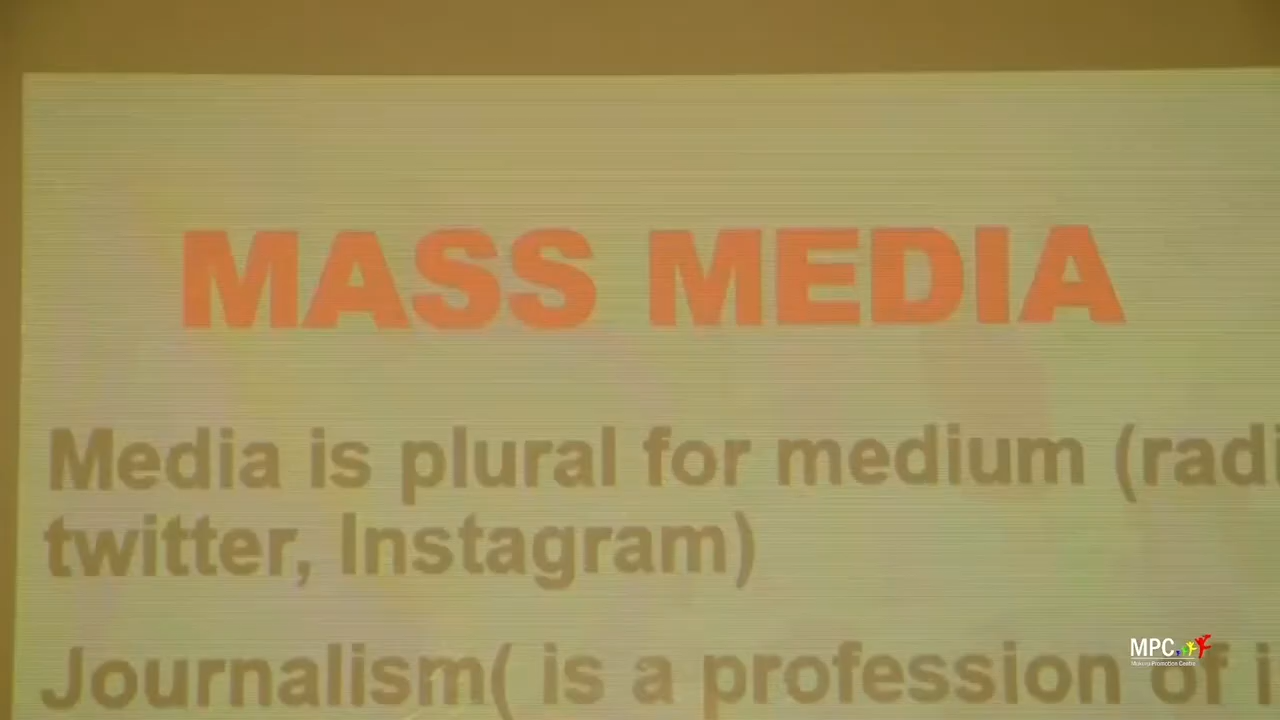 MASS MEDIA
Media is plural for medium (radi
twitter, Instagram)
Journalism( is a profession of i
MPC